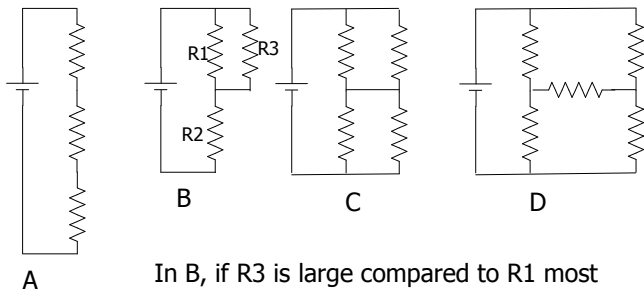 R1
R3
R2
B
C
D
A
In B, if R3 is large compared to R1 most